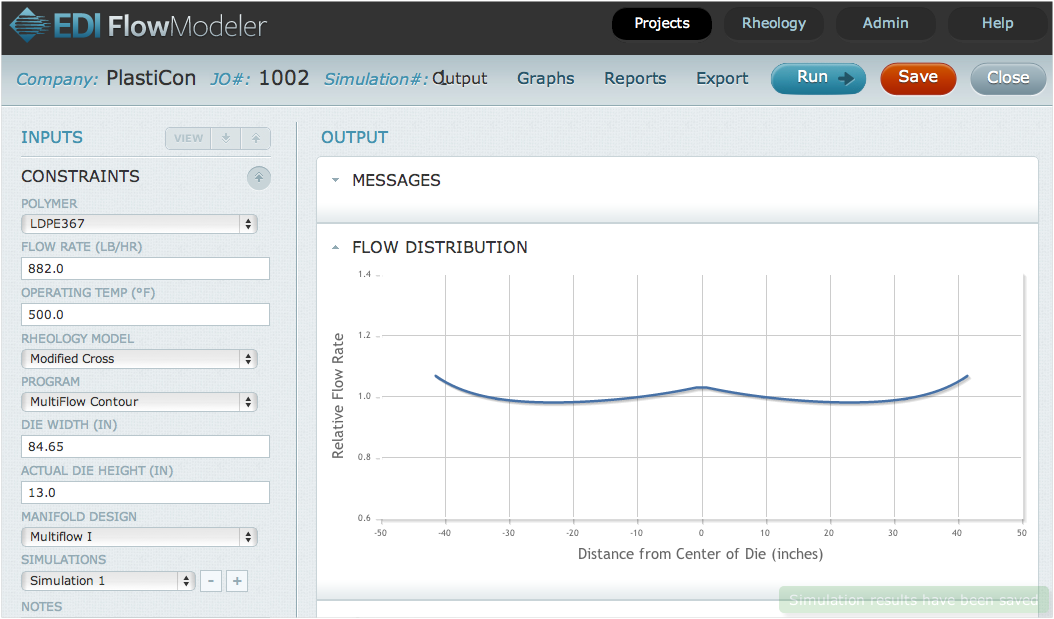 EDI FlowModeler
Projects
Rheology
Admin
Help
Company: PlastiCon JO#: 1002 Simulation#: Output Graphs Reports Export Run Save Close
INPUTS
VIEW
OUTPUT
CONSTRAINTS
POLYMER
LDPE367
FLOW RATE (LB/HR)
882.0
OPERATING TEMP (°F)
500.0
RHEOLOGY MODEL
Modified Cross
PROGRAM
MultiFlow Contour
DIE WIDTH (IN)
84.65
ACTUAL DIE HEIGHT (IN)
13.0
MANIFOLD DESIGN
Multiflow I
SIMULATIONS
Simulation 1 - +
NOTES
MESSAGES
FLOW DISTRIBUTION
Relative Flow Rate
1.4
1.2
1.0
0.8
0.6
-50 -40 -30 -20 -10 0 10 20 30 40 50
Distance from Center of Die (inches)
Simulation results have been saved